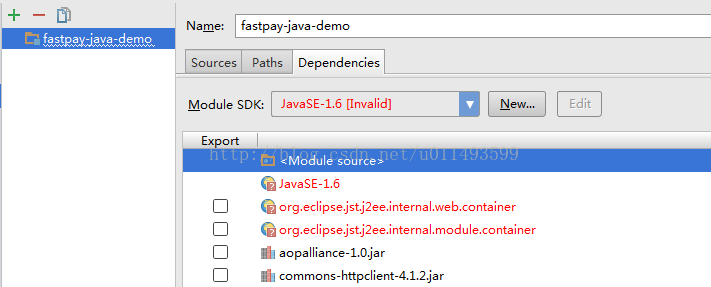 fastpay-java-demo
Name: fastpay-java-demo
Sources Paths Dependencies
Module SDK: JavaSE-1.6 [Invalid] New... Edit
Export
<Module source>
http://blog.csdn.net/u011493599
JavaSE-1.6
org.eclipse.jst.j2ee.internal.web.container
org.eclipse.jst.j2ee.internal.module.container
aopalliance-1.0.jar
commons-httpclient-4.1.2.jar